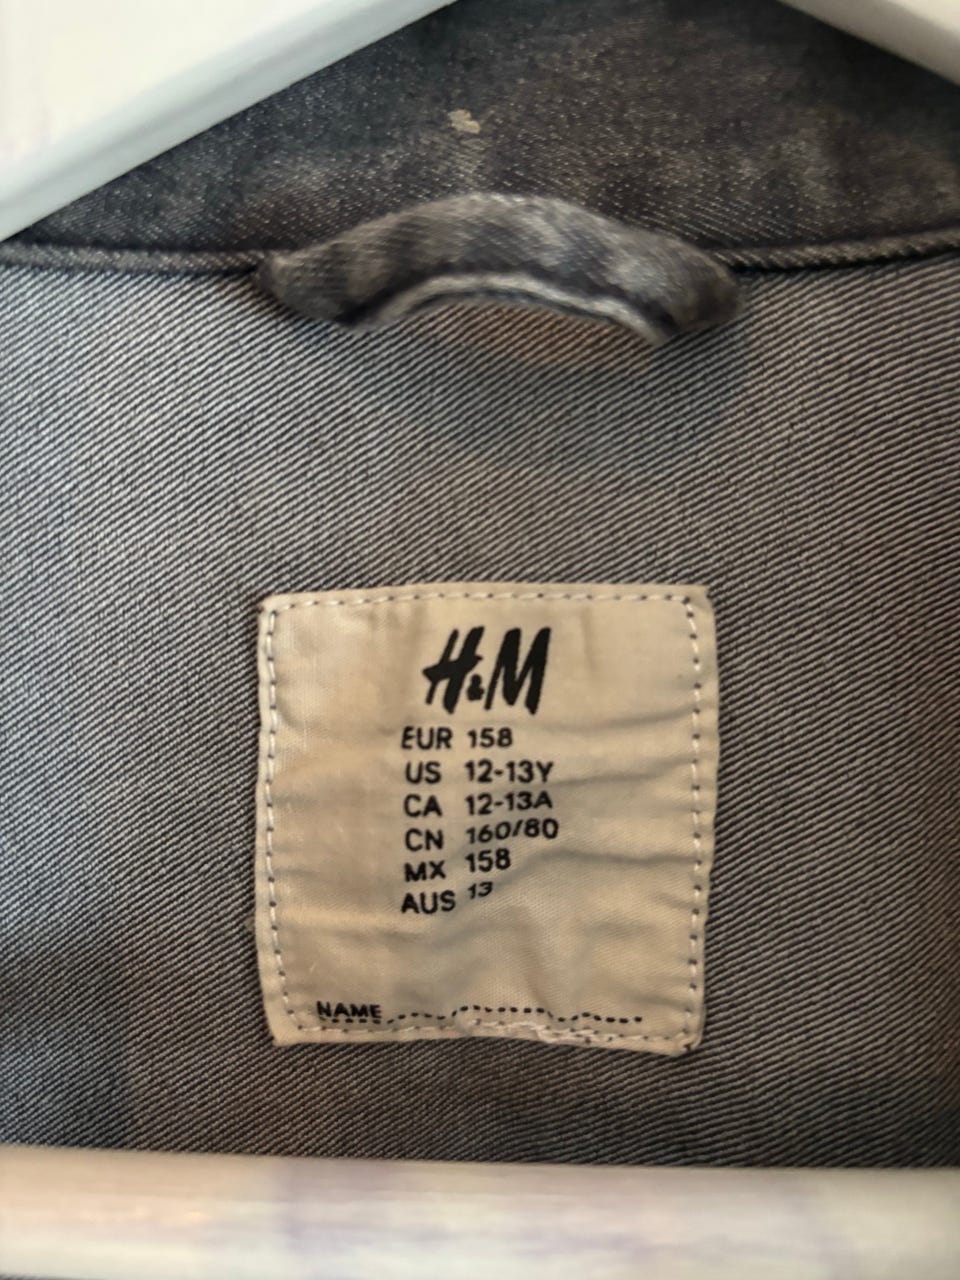 H&M
EUR 158
US 12-13Y
CA 12-13A
CN 160/80
MX 158
AUS 13
NAME